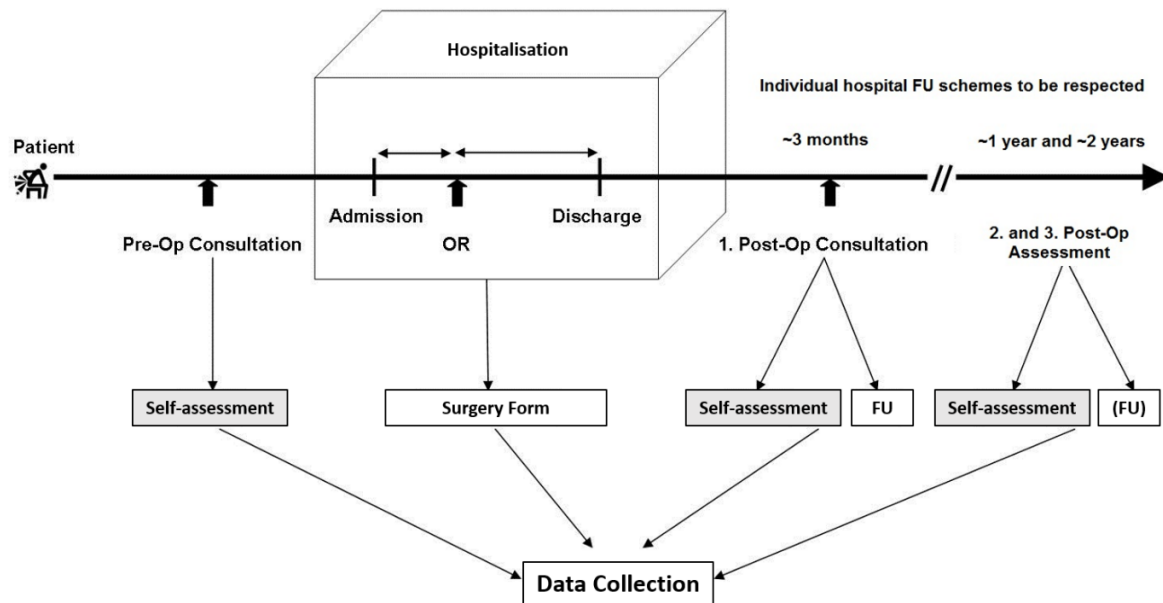 Hospitalisation
Individual hospital FU schemes to be respected
Patient
~3 months
~1 year and ~2 years
Admission
Discharge
Pre-Op Consultation
OR
1. Post-Op Consultation
2. and 3. Post-Op
Assessment
Self-assessment
Surgery Form
Self-assessment
FU
Self-assessment
(FU)
Data Collection